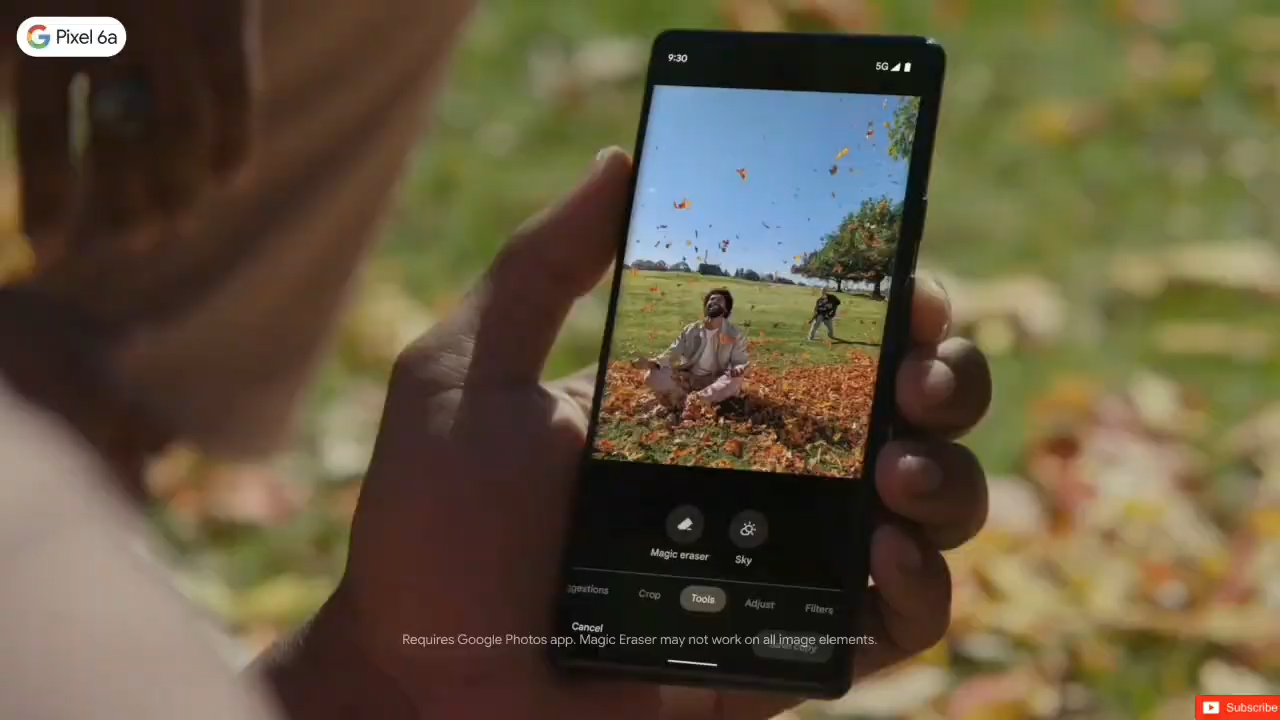 Pixel 6a
9:30
5G
Magic eraser
Sky
ggestions
Crop
Tools
Adjust
Filters
Cancel
Requires Google Photos app. Magic Eraser may not work on all image elements.
Subscribe